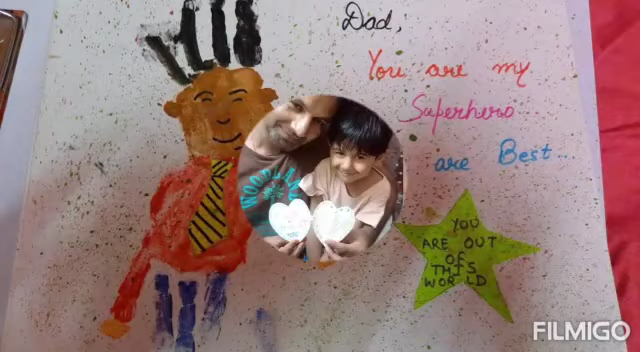 Dad,
You are my
Superhero
are Best...
YOU
ARE OUT
OF
THIS
WORLD
FILMIGO